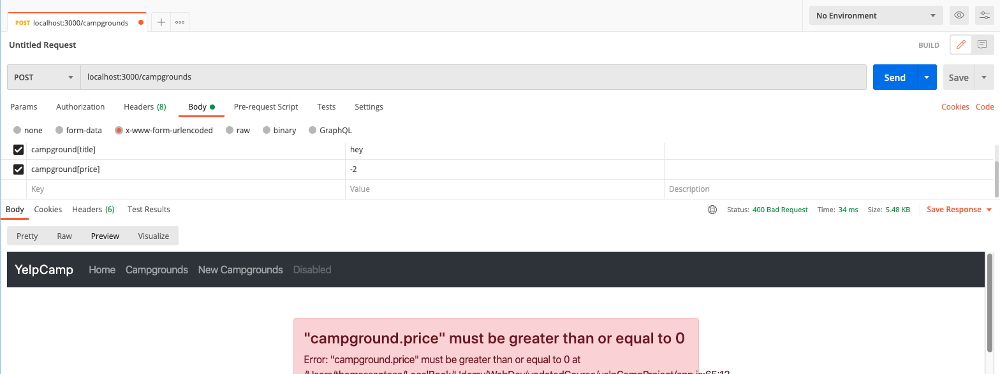 POST localhost:3000/campgrounds
No Environment
Untitled Request
BUILD
POST localhost:3000/campgrounds Send Save
Params Authorization Headers (8) Body Pre-request Script Tests Settings Cookies Code
none form-data x-www-form-urlencoded raw binary GraphQL
campground[title] hey
campground[price] -2
Key Value Description
Body Cookies Headers (6) Test Results Status: 400 Bad Request Time: 34 ms Size: 5.48 KB Save Response
Pretty Raw Preview Visualize
YelpCamp Home Campgrounds New Campgrounds Disabled
"campground.price" must be greater than or equal to 0
Error: "campground.price" must be greater than or equal to 0 at